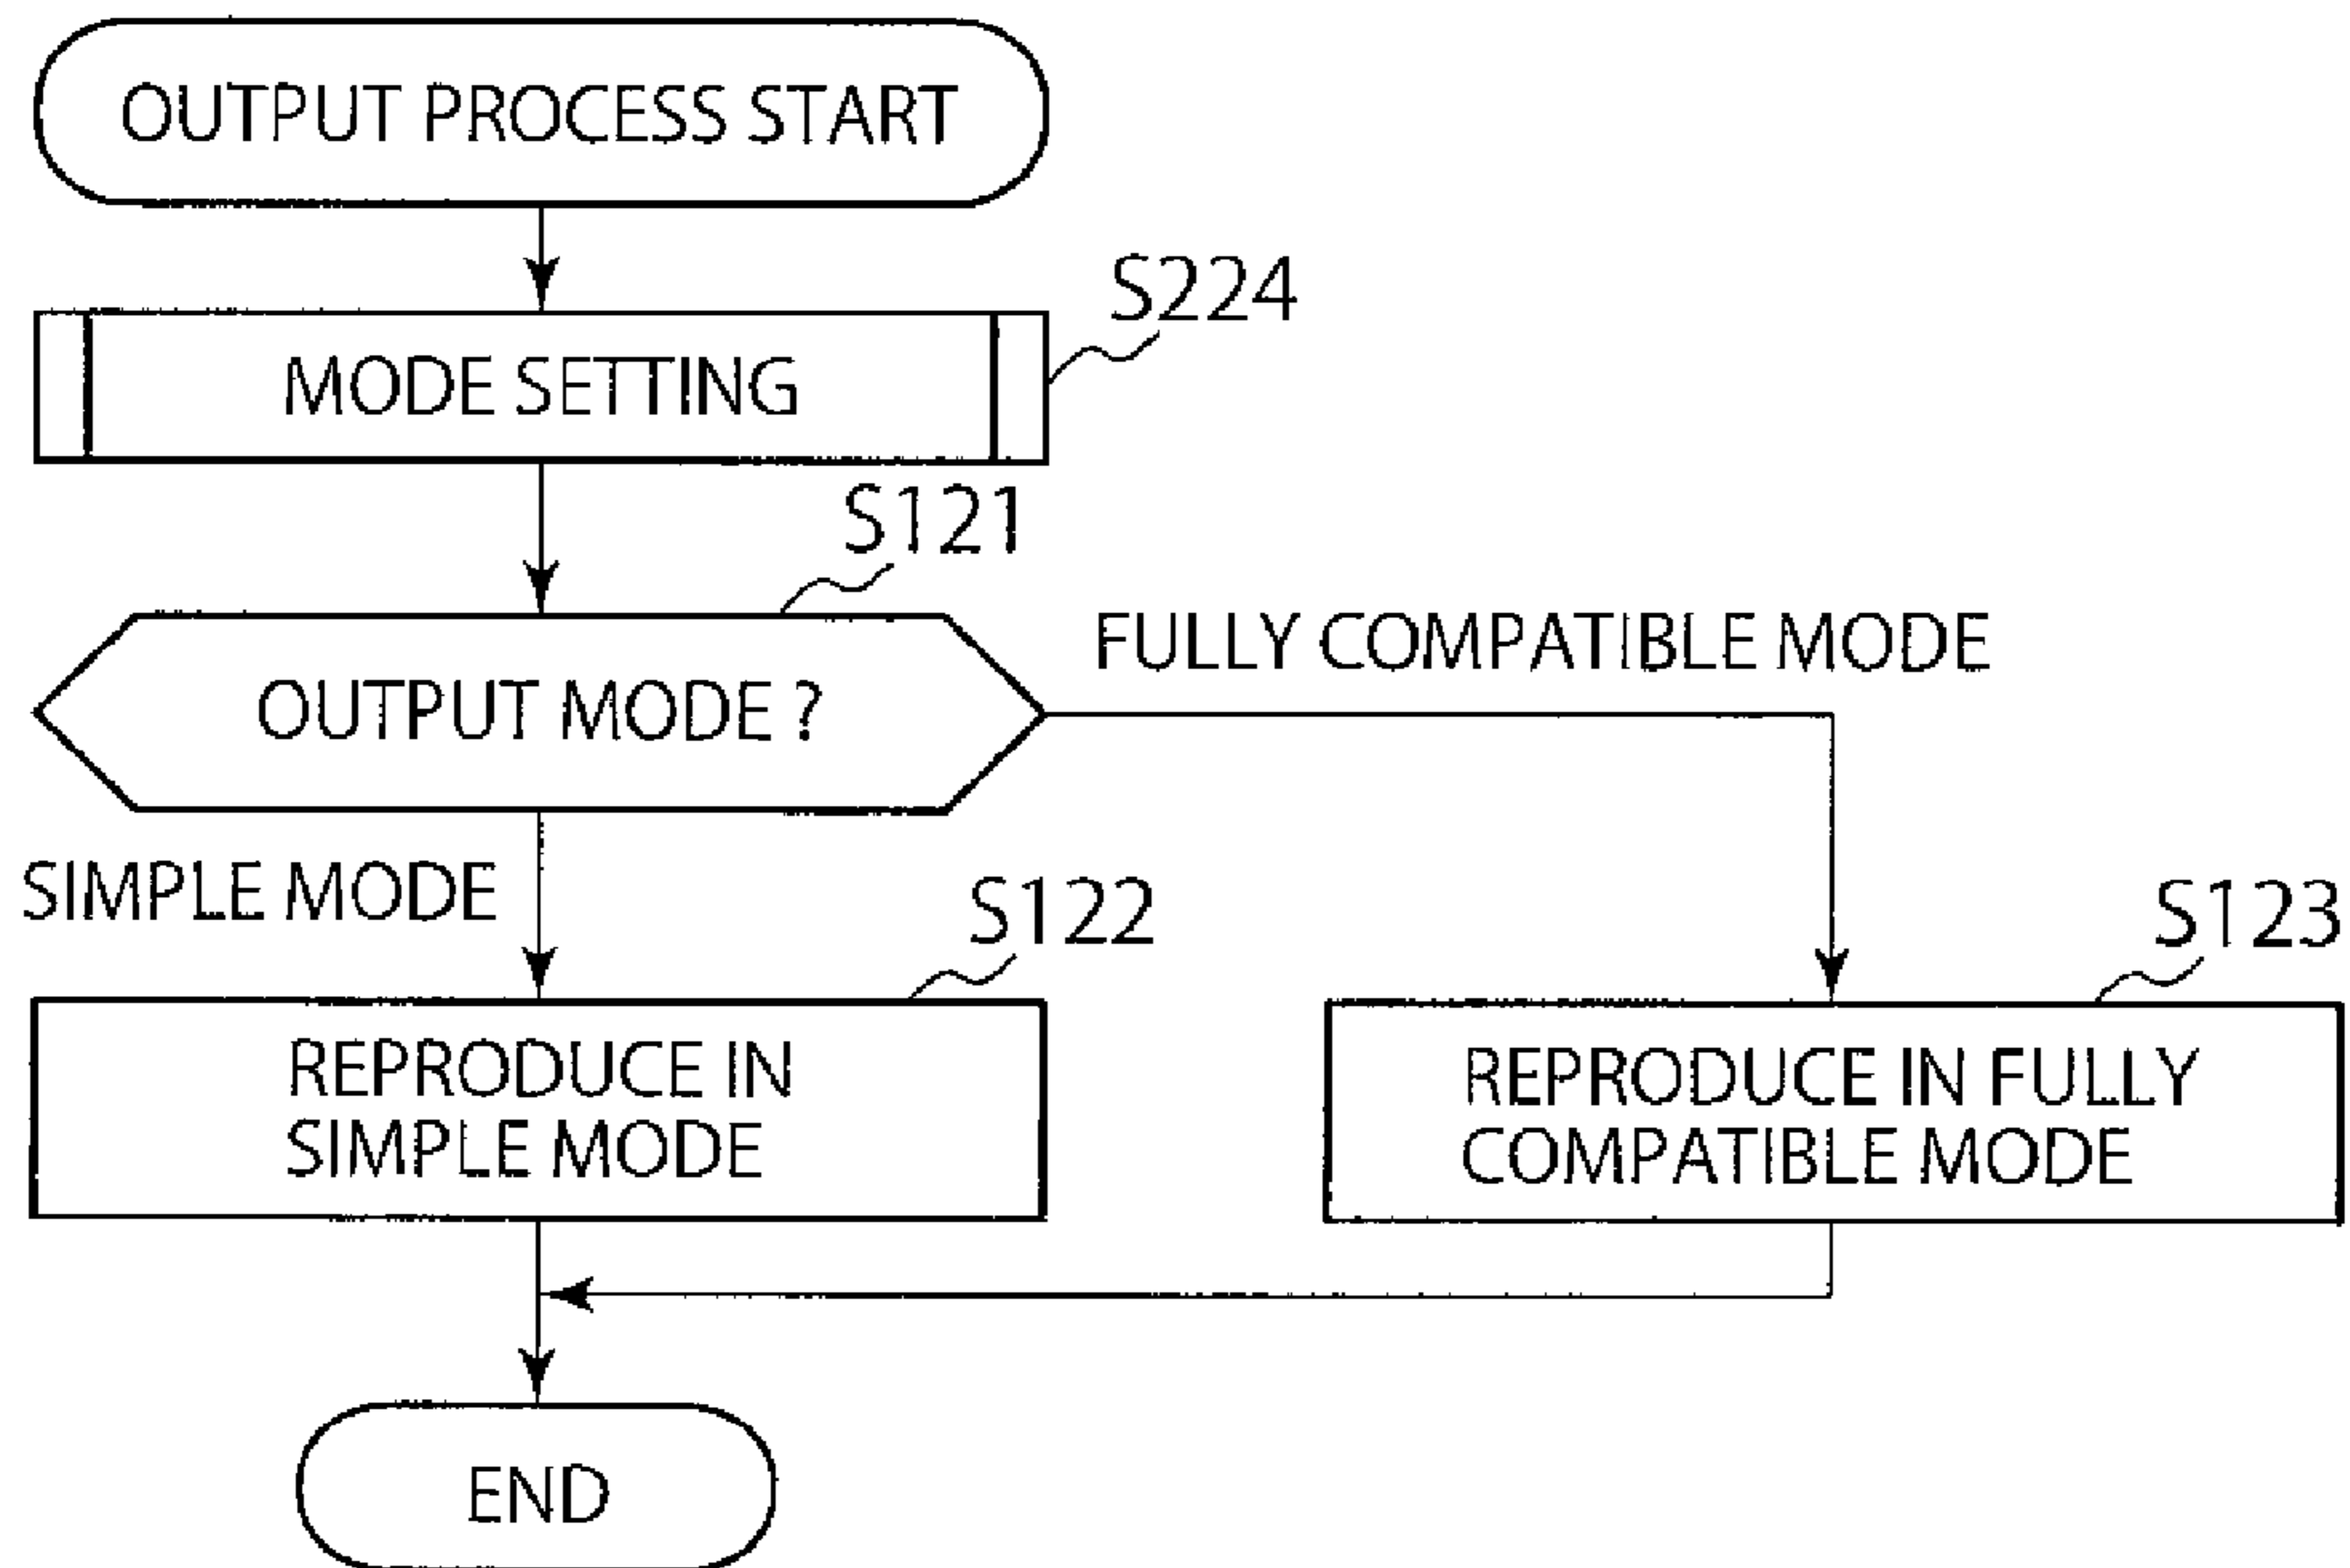 OUTPUT PROCESS START
S224
MODE SETTING
S121
OUTPUT MODE ?
FULLY COMPATIBLE MODE
SIMPLE MODE
S122
S123
REPRODUCE IN
SIMPLE MODE
REPRODUCE IN FULLY
COMPATIBLE MODE
END